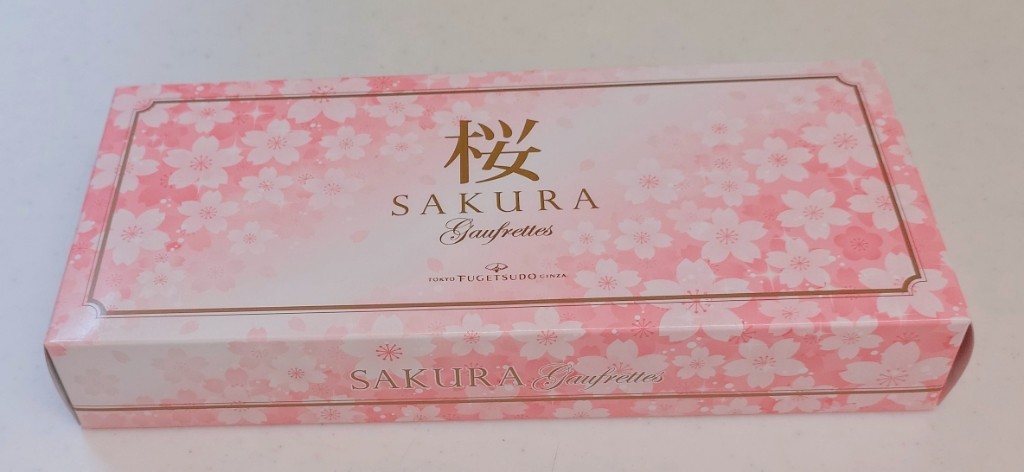 桜
SAKURA
Gaufrettes
TOKYO FUGETSUDO GINZA
SAKURA Gaufrettes